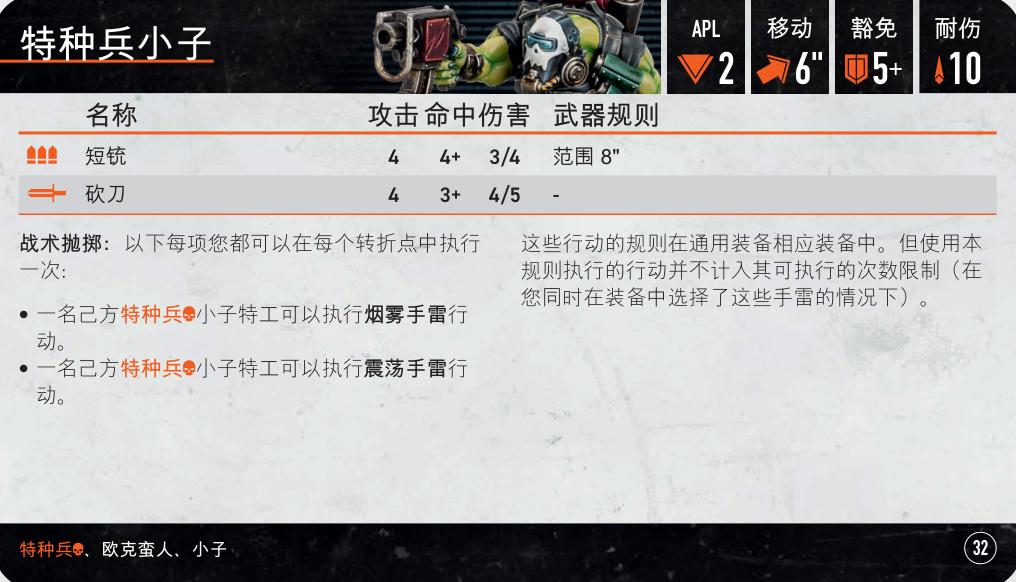 特种兵小子
APL 移动 豁免 耐伤
2 6" 5+ 10
名称 攻击 命中 伤害 武器规则
短铳 4 4+ 3/4 范围 8"
砍刀 4 3+ 4/5 -
战术抛掷：以下每项您都可以在每个转折点中执行
一次:
• 一名己方特种兵小子特工可以执行烟雾手雷行
动。
• 一名己方特种兵小子特工可以执行震荡手雷行
动。
这些行动的规则在通用装备相应装备中。但使用本
规则执行的行动并不计入其可执行的次数限制（在
您同时在装备中选择了这些手雷的情况下）。
特种兵、欧克蛮人、小子
32